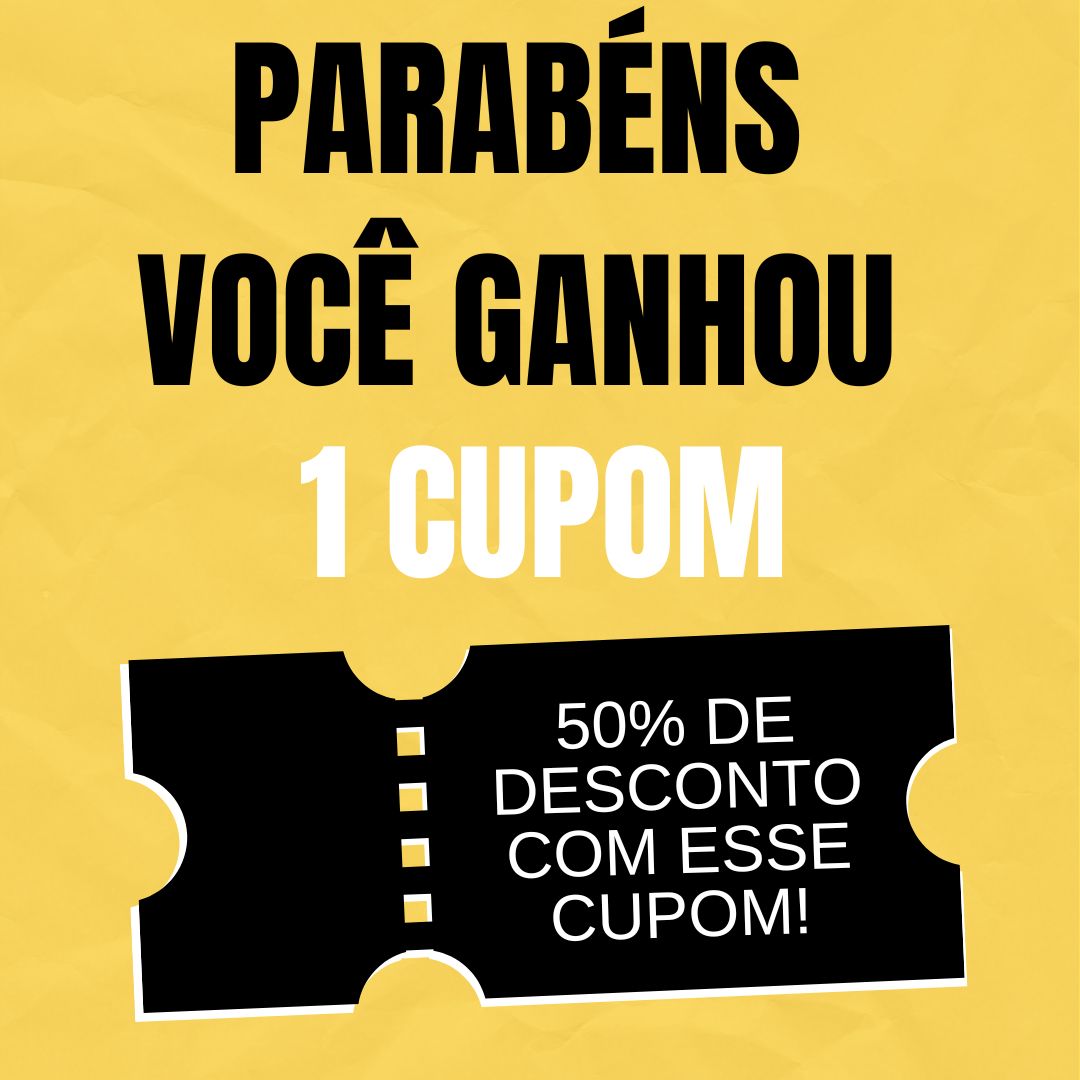 PARABÉNS
VOCÊ GANHOU
1 CUPOM
50% DE
DESCONTO
COM ESSE
CUPOM!